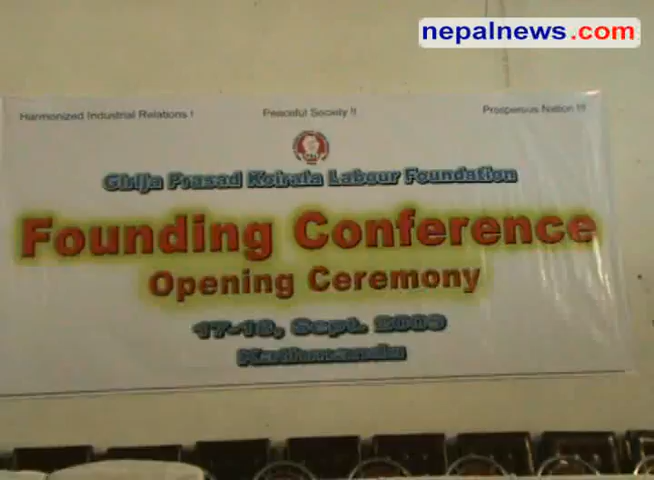 nepalnews.com
Harmonized Industrial Relations ! Peaceful Society !! Prosperous Nation !!!
Girija Prasad Koirala Labour Foundation
Founding Conference
Opening Ceremony
17-18, Sept. 2009
Kathmandu